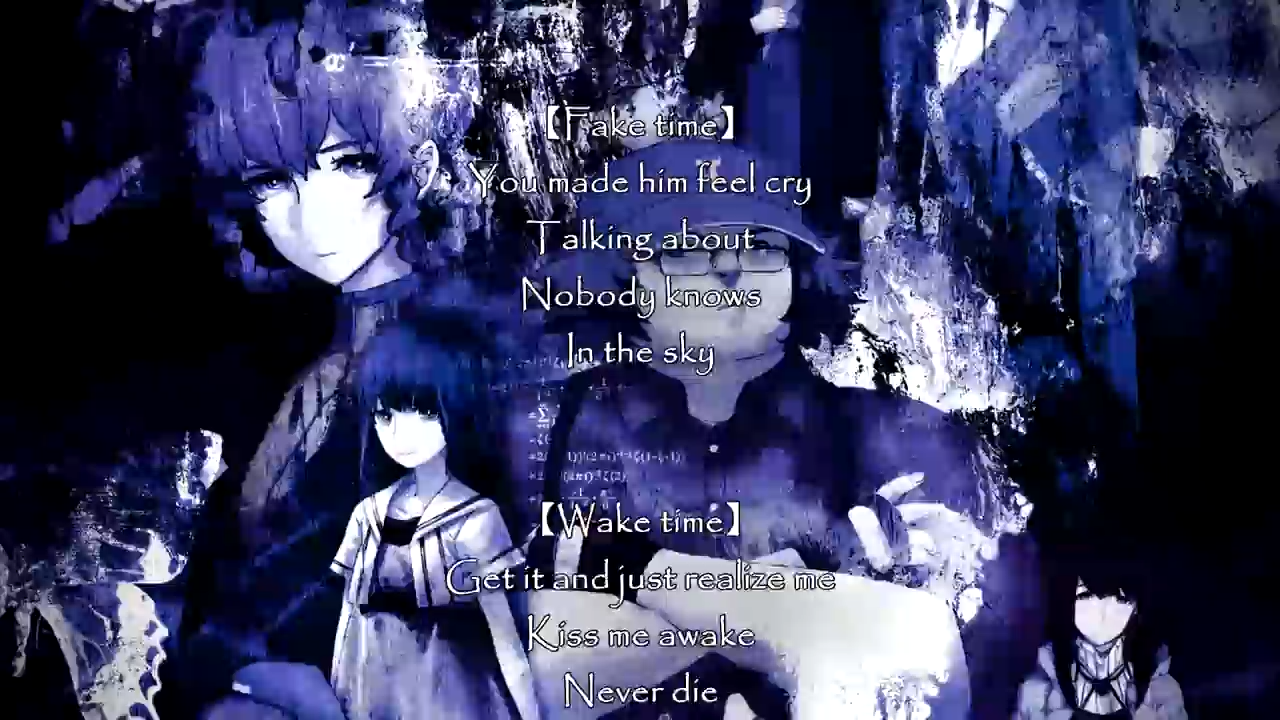 【Fake time】
You made him feel cry
Talking about
Nobody knows
In the sky
【Wake time】
Get it and just realize me
Kiss me awake
Never die